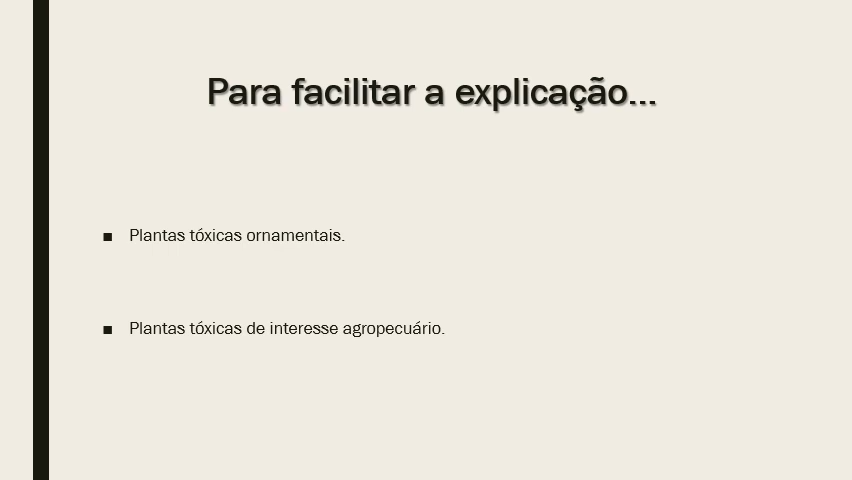 Para facilitar a explicação...
■ Plantas tóxicas ornamentais.
■ Plantas tóxicas de interesse agropecuário.